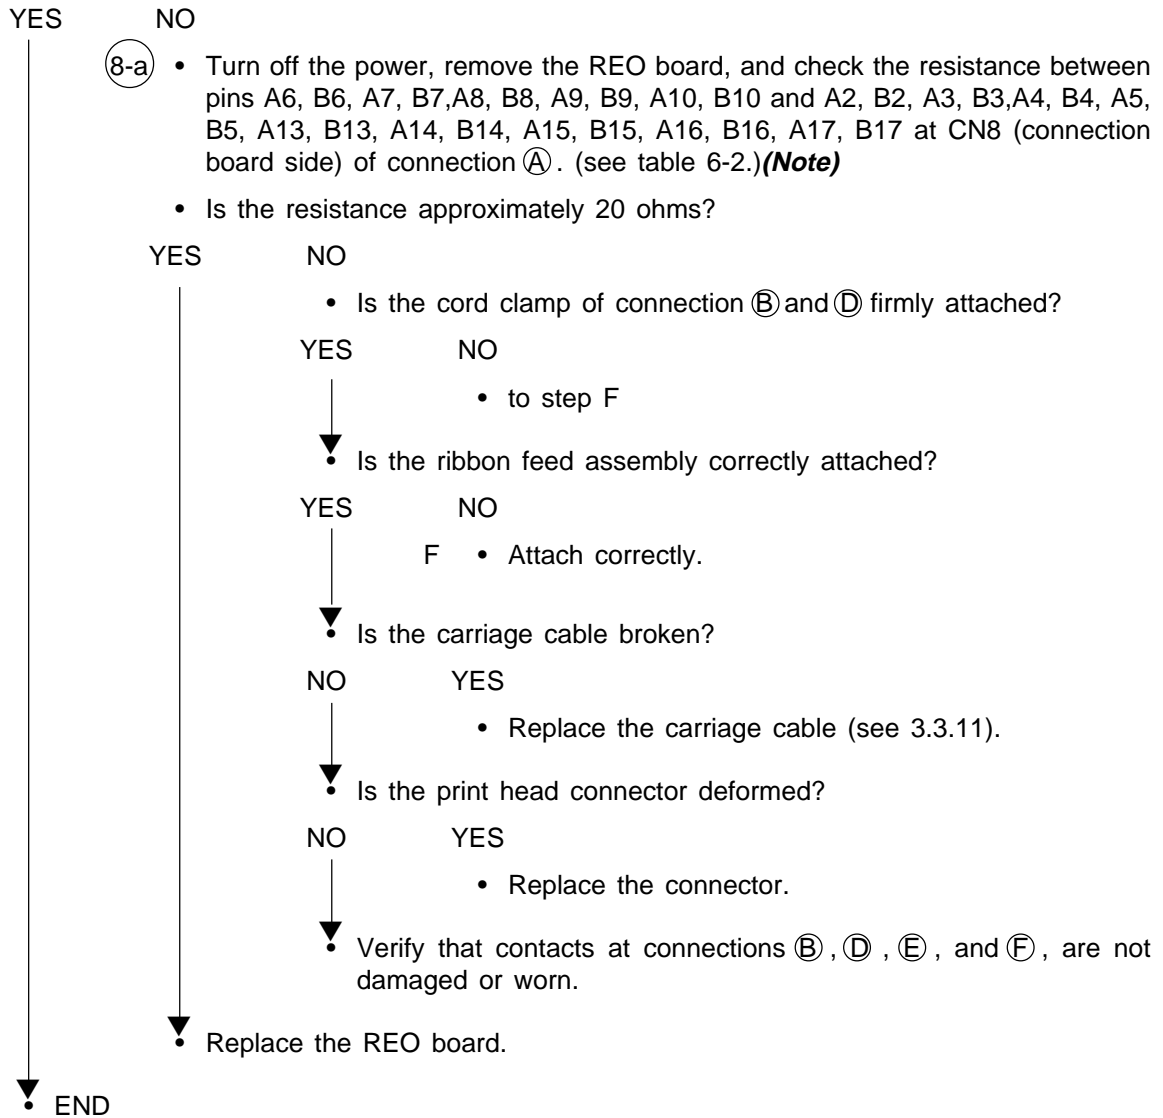 YES NO
8-a • Turn off the power, remove the REO board, and check the resistance between
pins A6, B6, A7, B7,A8, B8, A9, B9, A10, B10 and A2, B2, A3, B3,A4, B4, A5,
B5, A13, B13, A14, B14, A15, B15, A16, B16, A17, B17 at CN8 (connection
board side) of connection Ⓐ. (see table 6-2.)(Note)
• Is the resistance approximately 20 ohms?
YES NO
• Is the cord clamp of connection Ⓑ and Ⓓ firmly attached?
YES NO
• to step F
• Is the ribbon feed assembly correctly attached?
YES NO
F • Attach correctly.
• Is the carriage cable broken?
NO YES
• Replace the carriage cable (see 3.3.11).
• Is the print head connector deformed?
NO YES
• Replace the connector.
• Verify that contacts at connections Ⓑ, Ⓓ, Ⓔ, and Ⓕ, are not
damaged or worn.
• Replace the REO board.
• END